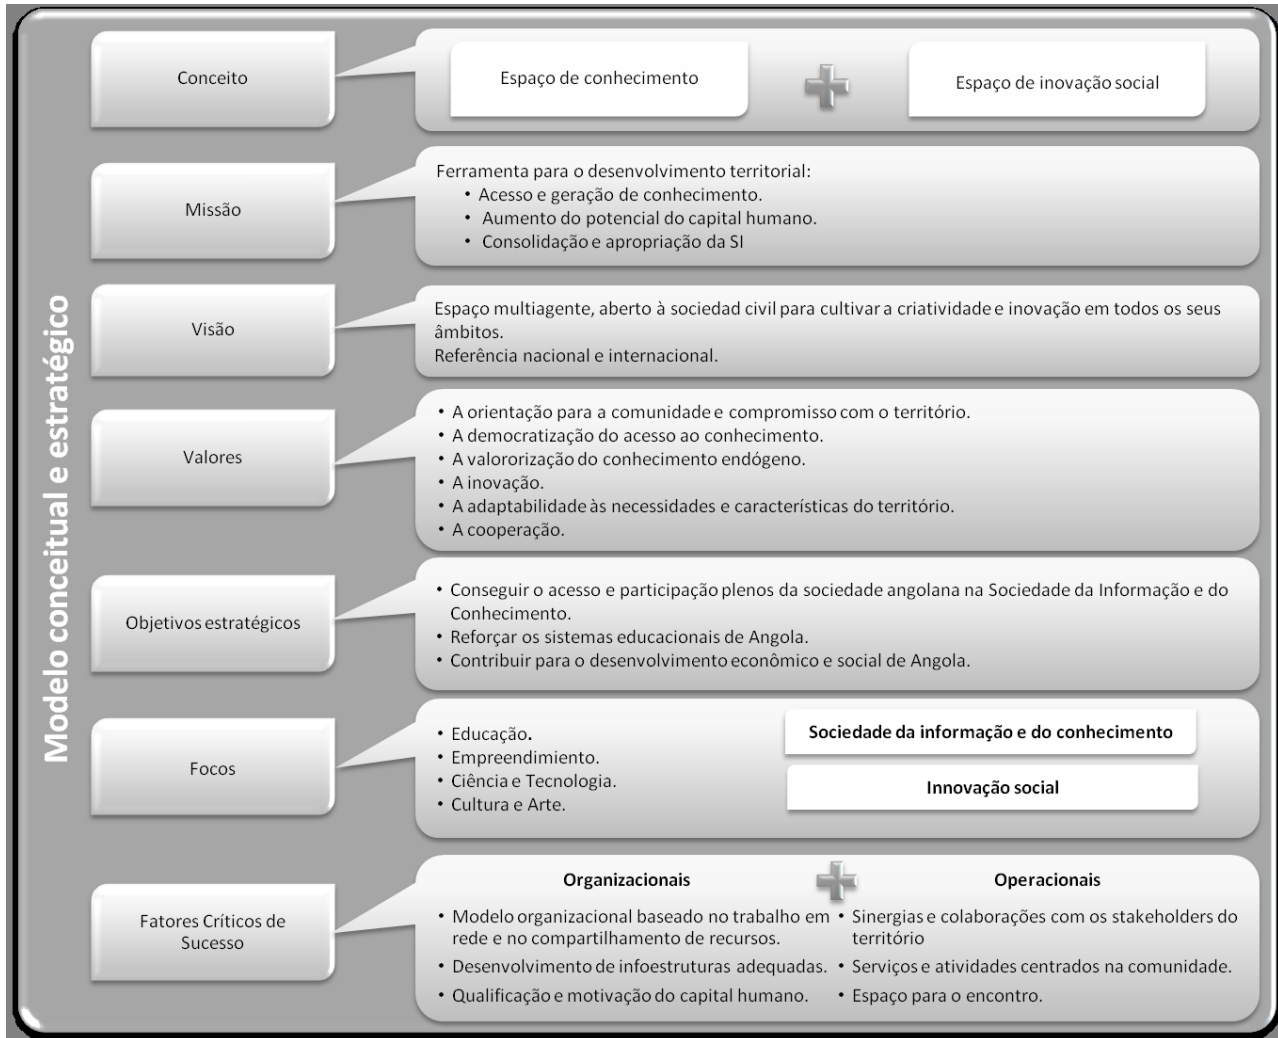 Modelo conceitual e estratégico
Conceito
Espaço de conhecimento
Espaço de inovação social
Missão
Ferramenta para o desenvolvimento territorial:
• Acesso e geração de conhecimento.
• Aumento do potencial do capital humano.
• Consolidação e apropriação da SI
Visão
Espaço multiagente, aberto à sociedad civil para cultivar a criatividade e inovação em todos os seus
âmbitos.
Referência nacional e internacional.
Valores
• A orientação para a comunidade e compromisso com o território.
• A democratização do acesso ao conhecimento.
• A valororização do conhecimento endógeno.
• A inovação.
• A adaptabilidade às necessidades e características do território.
• A cooperação.
Objetivos estratégicos
• Conseguir o acesso e participação plenos da sociedade angolana na Sociedade da Informação e do
Conhecimento.
• Reforçar os sistemas educacionais de Angola.
• Contribuir para o desenvolvimento econômico e social de Angola.
Focos
• Educação.
• Empreendimiento.
• Ciência e Tecnologia.
• Cultura e Arte.
Sociedade da informação e do conhecimento
Innovação social
Fatores Críticos de
Sucesso
Organizacionais
• Modelo organizacional baseado no trabalho em
rede e no compartilhamento de recursos.
• Desenvolvimento de infoestruturas adequadas.
• Qualificação e motivação do capital humano.
Operacionais
• Sinergias e colaborações com os stakeholders do
território
• Serviços e atividades centrados na comunidade.
• Espaço para o encontro.